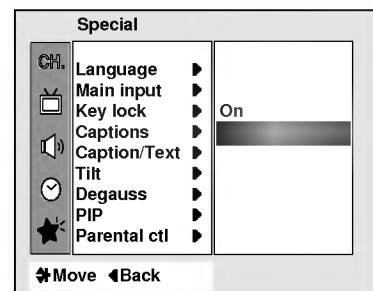 Special
CH.
Language
Main input
Key lock
On
Captions
Caption/Text
Tilt
Degauss
PIP
Parental ctl
Move Back